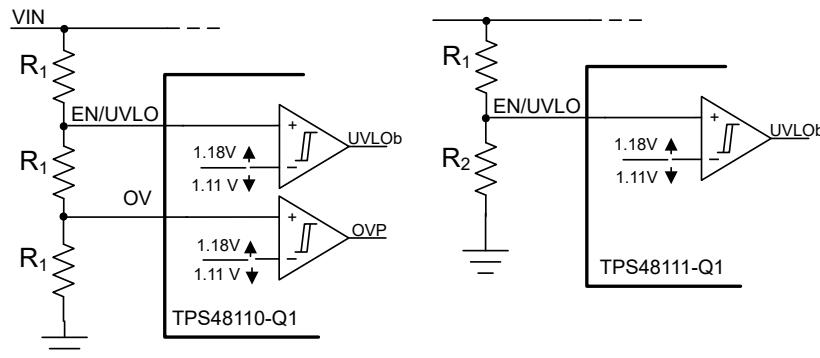 VIN
R1
EN/UVLO
1.18V
1.11 V
UVLOb
R1
OV
1.18V
1.11 V
OVP
R1
TPS48110-Q1
R1
EN/UVLO
1.18V
1.11V
UVLOb
R2
TPS48111-Q1